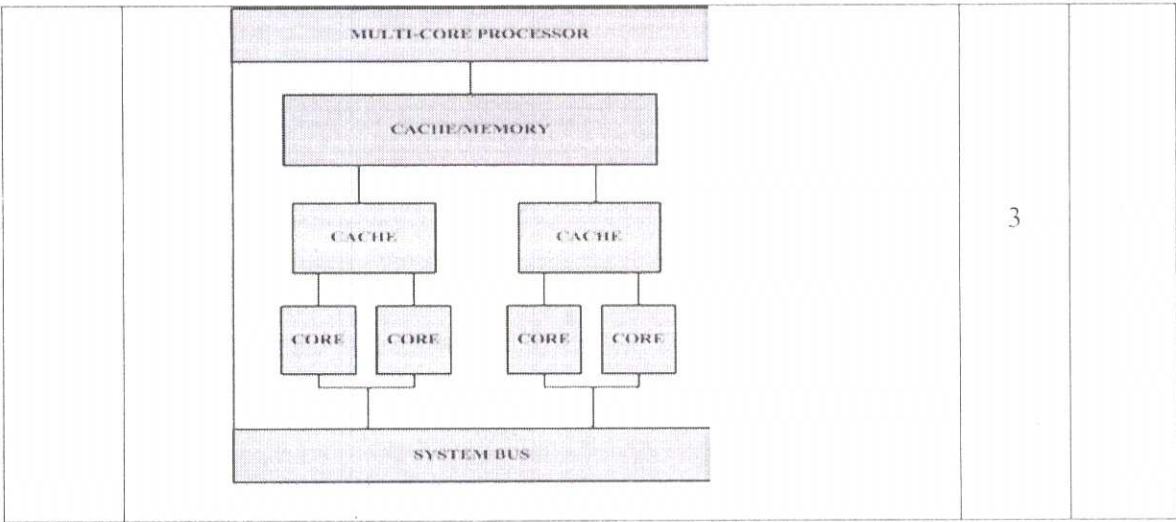 MULTI-CORE PROCESSOR
CACHE/MEMORY
3
CACHE CACHE
CORE CORE CORE CORE
SYSTEM BUS